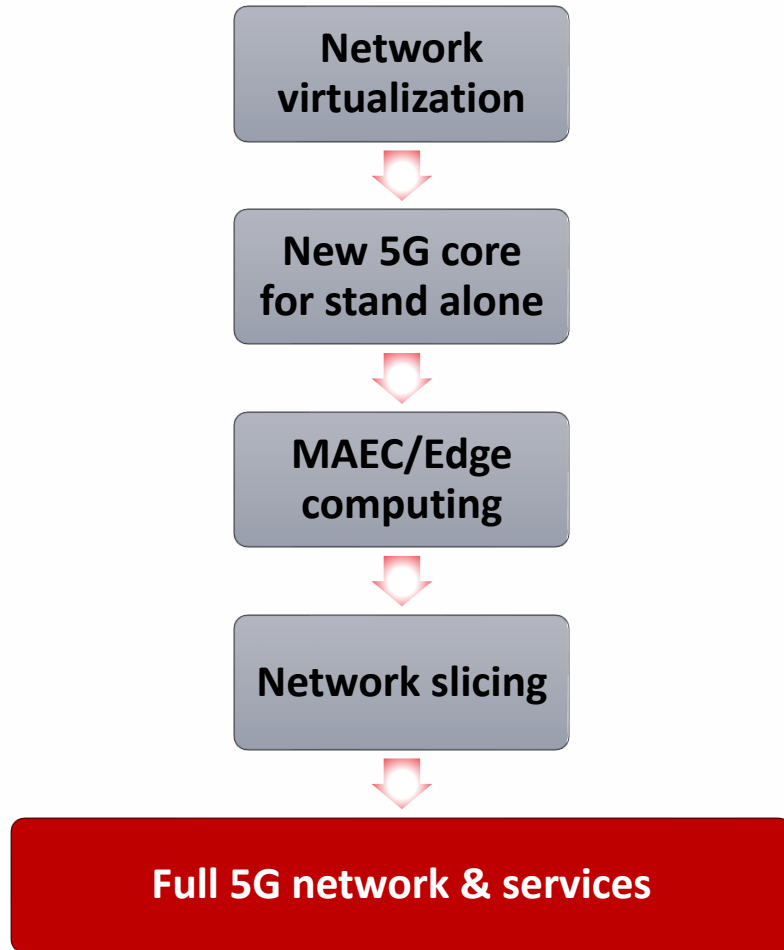 Network
virtualization
New 5G core
for stand alone
MAEC/Edge
computing
Network slicing
Full 5G network & services